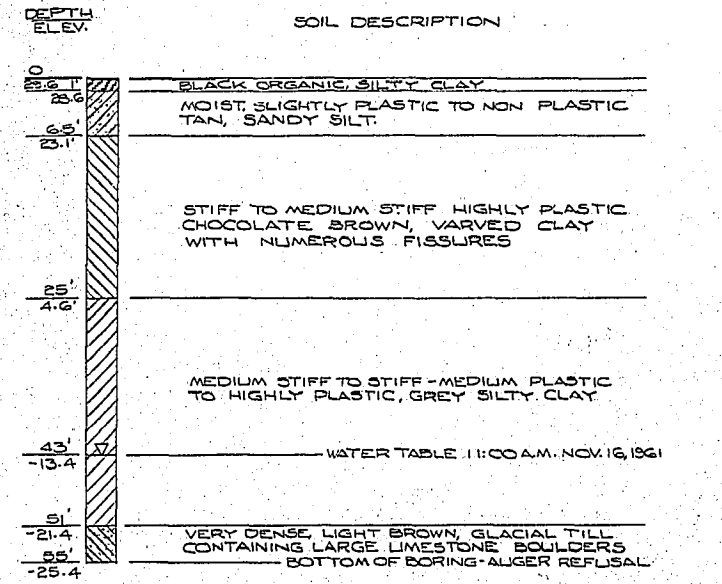 DEPTH
ELEV.
SOIL DESCRIPTION
0
29.6 1'
BLACK ORGANIC, SILTY CLAY
28.6
MOIST, SLIGHTLY PLASTIC TO NON PLASTIC
TAN, SANDY SILT.
6.5'
23.1'
STIFF TO MEDIUM STIFF HIGHLY PLASTIC
CHOCOLATE BROWN, VARVED CLAY
WITH NUMEROUS FISSURES
25'
4.6'
MEDIUM STIFF TO STIFF-MEDIUM PLASTIC
TO HIGHLY PLASTIC, GREY SILTY CLAY
43'
-13.4
WATER TABLE 11:00 A.M. NOV. 16, 1961
51'
-21.4
VERY DENSE, LIGHT BROWN, GLACIAL TILL
CONTAINING LARGE LIMESTONE BOULDERS
55'
-25.4
BOTTOM OF BORING-AUGER REFUSAL